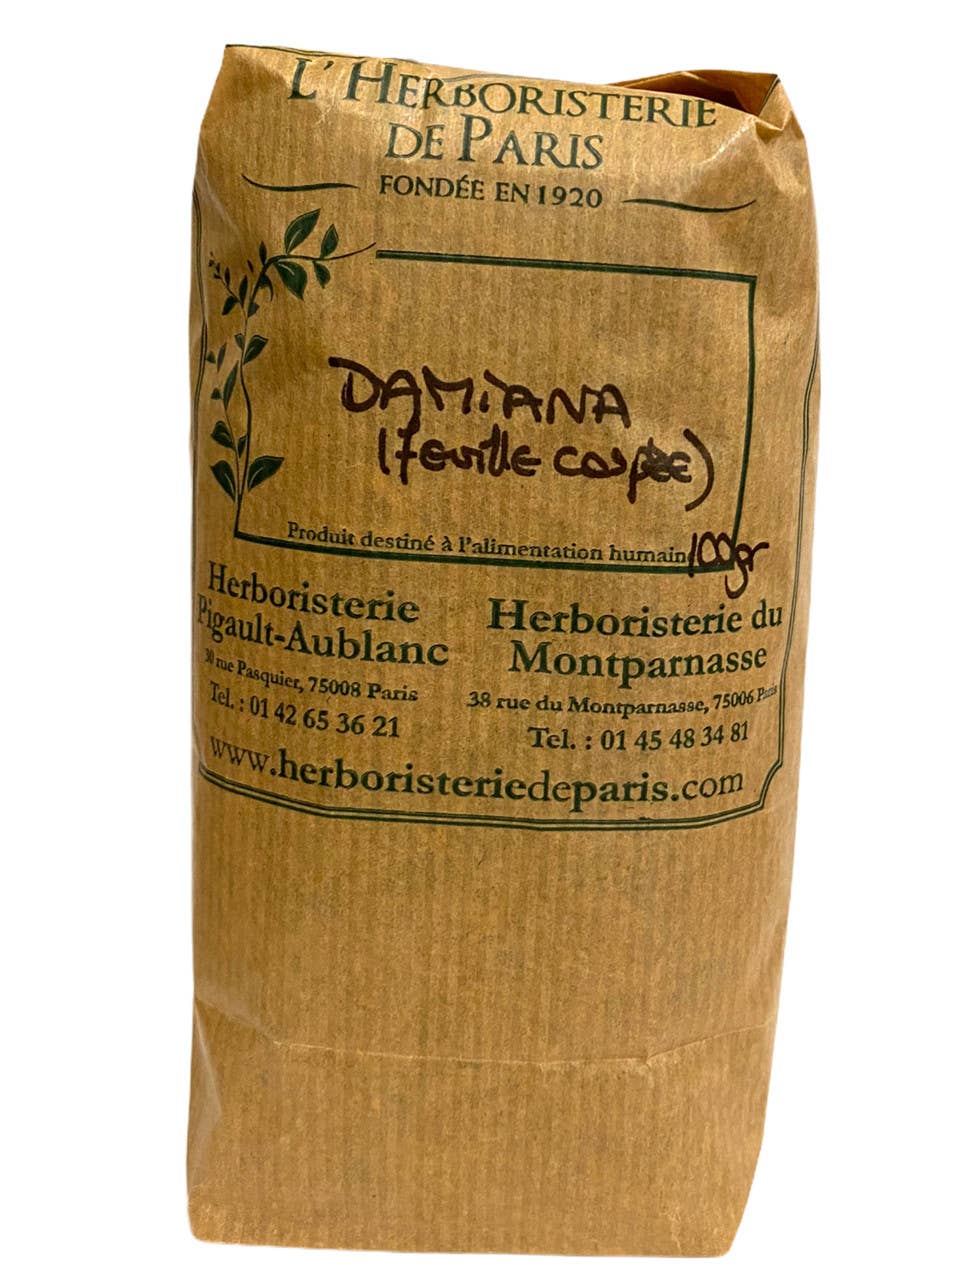 L'HERBORISTERIE
DE PARIS
FONDÉE EN 1920
DAMiANA
(feuille coupée)
Produit destiné à l'alimentation humaine
100gr
Herboristerie
Pigault-Aublanc
30 rue Pasquier, 75008 Paris
Tel. : 01 42 65 36 21
Herboristerie du
Montparnasse
38 rue du Montparnasse, 75006 Paris
Tel. : 01 45 48 34 81
www.herboristeriedeparis.com